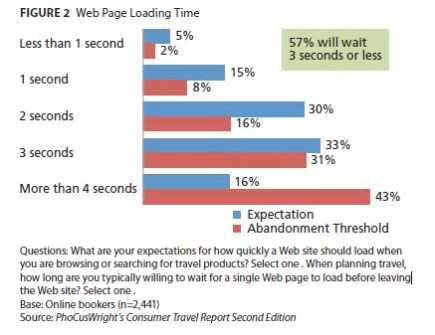 FIGURE 2 Web Page Loading Time
Less than 1 second
5%
2%
57% will wait
3 seconds or less
1 second
15%
8%
2 seconds
30%
16%
3 seconds
33%
31%
More than 4 seconds
16%
43%
Expectation
Abandonment Threshold
Questions: What are your expectations for how quickly a Web site should load when
you are browsing or searching for travel products? Select one . When planning travel,
how long are you typically willing to wait for a single Web page to load before leaving
the Web site? Select one .
Base: Online bookers (n=2,441)
Source: PhoCusWright's Consumer Travel Report Second Edition